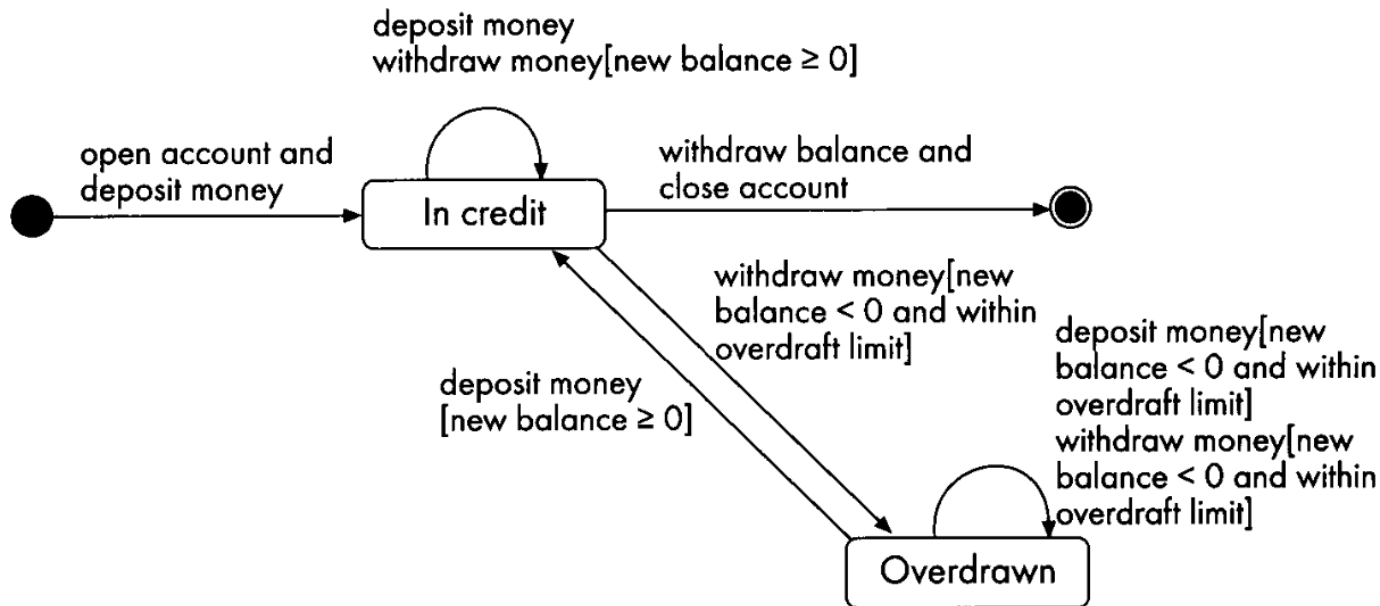 deposit money
withdraw money[new balance ≥ 0]
open account and
deposit money
withdraw balance and
close account
In credit
withdraw money[new
balance < 0 and within
overdraft limit]
deposit money
[new balance ≥ 0]
deposit money[new
balance < 0 and within
overdraft limit]
withdraw money[new
balance < 0 and within
overdraft limit]
Overdrawn